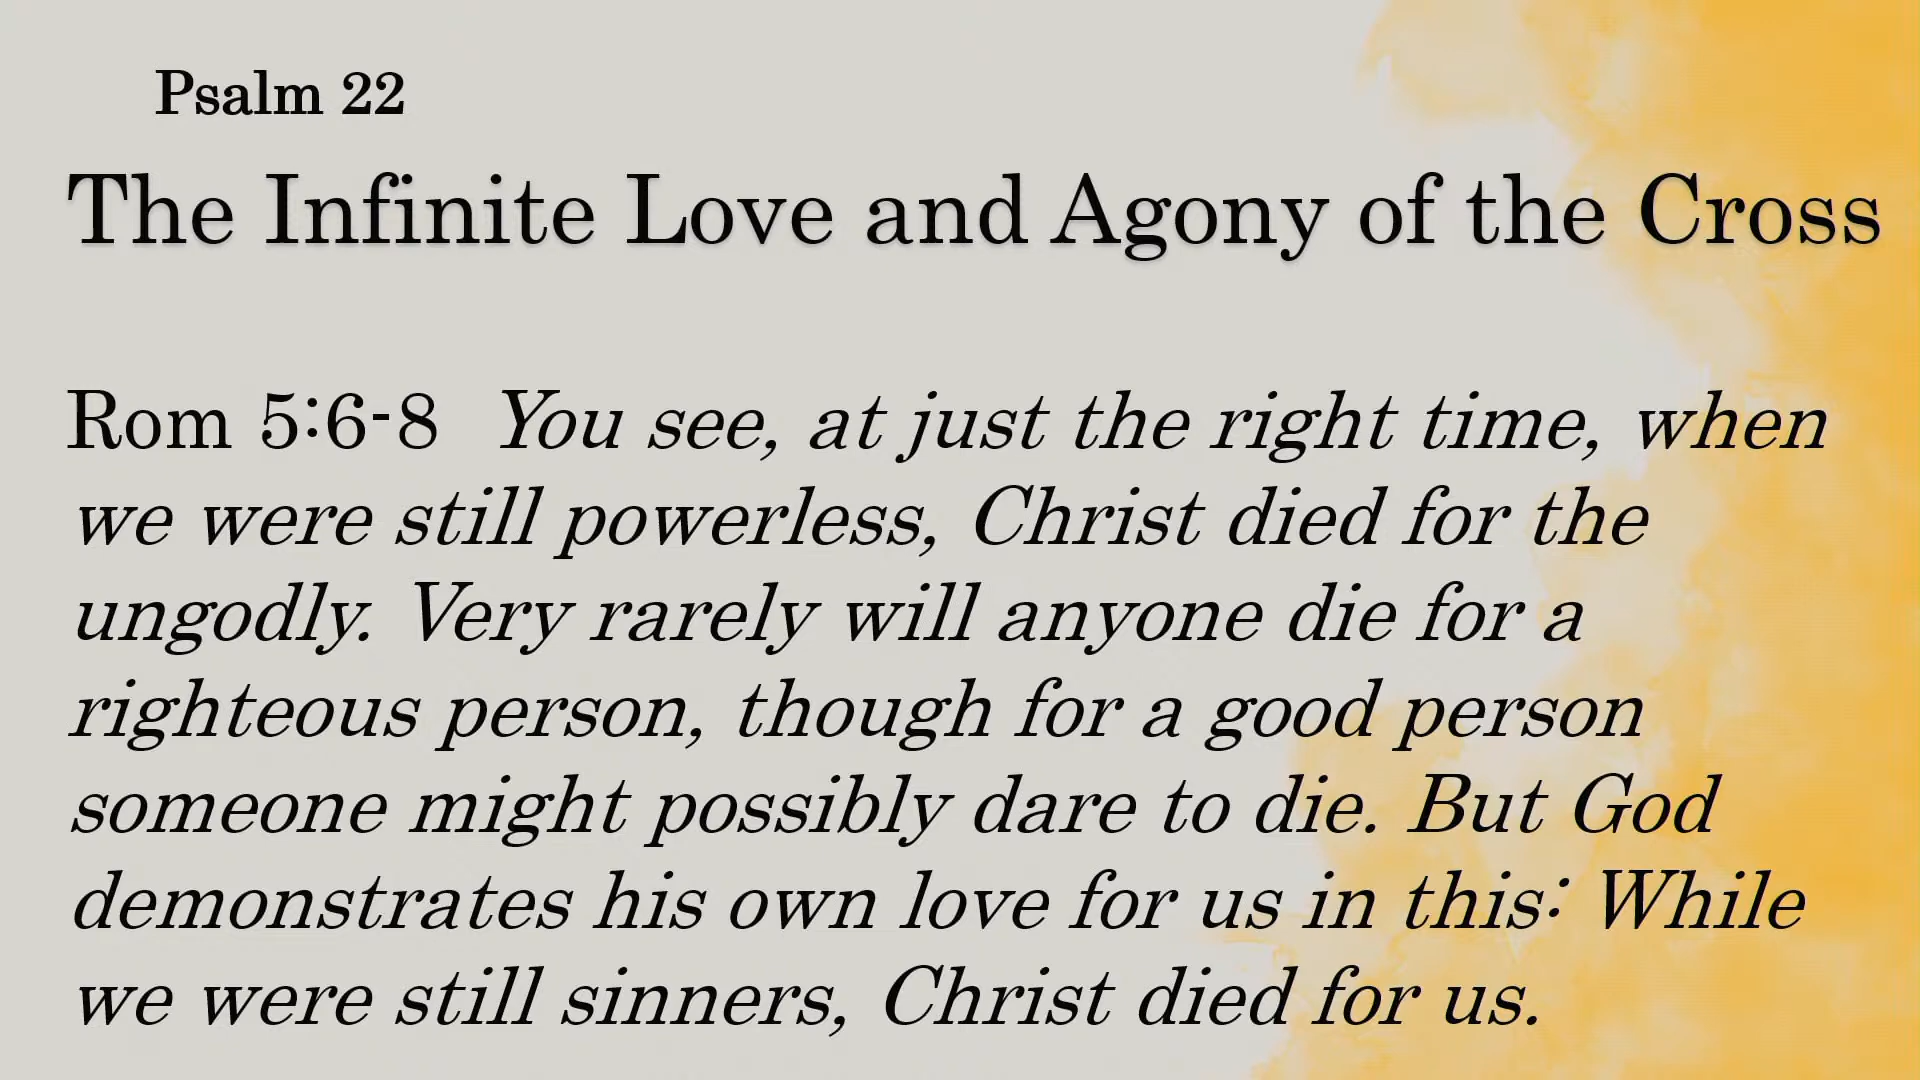 Psalm 22
The Infinite Love and Agony of the Cross
Rom 5:6-8 You see, at just the right time, when
we were still powerless, Christ died for the
ungodly. Very rarely will anyone die for a
righteous person, though for a good person
someone might possibly dare to die. But God
demonstrates his own love for us in this: While
we were still sinners, Christ died for us.